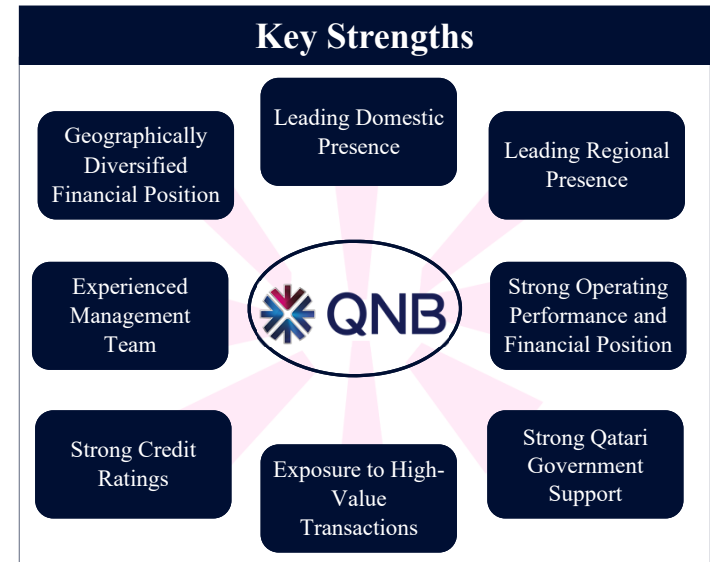 Key Strengths
Geographically
Diversified
Financial Position
Leading Domestic
Presence
Leading Regional
Presence
Experienced
Management
Team
QNB
Strong Operating
Performance and
Financial Position
Strong Credit
Ratings
Exposure to High-
Value
Transactions
Strong Qatari
Government
Support